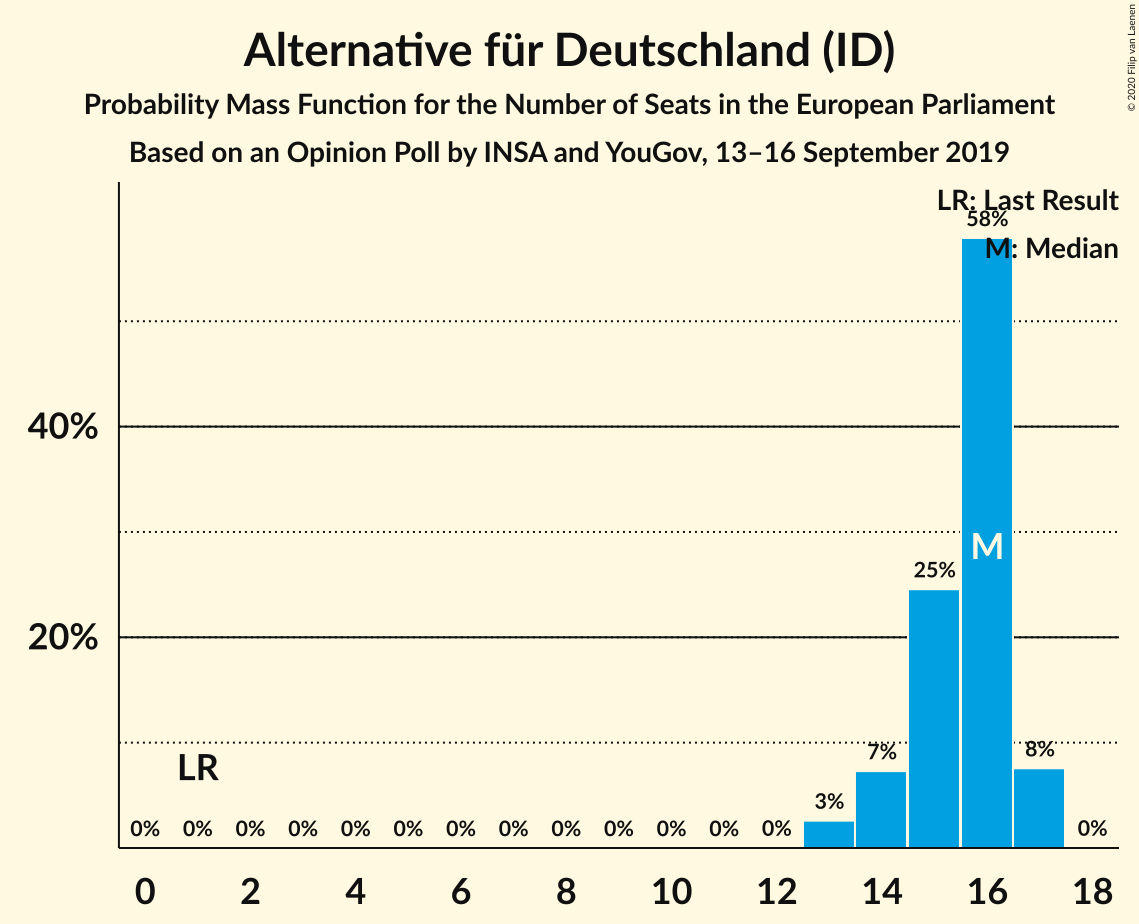 Alternative für Deutschland (ID)
Probability Mass Function for the Number of Seats in the European Parliament
Based on an Opinion Poll by INSA and YouGov, 13–16 September 2019
© 2020 Filip van Laenen
LR: Last Result
58%
M: Median
40%
M
25%
20%
LR
7%
8%
3%
0% 0% 0% 0% 0% 0% 0% 0% 0% 0% 0% 0% 0% 0%
0 2 4 6 8 10 12 14 16 18